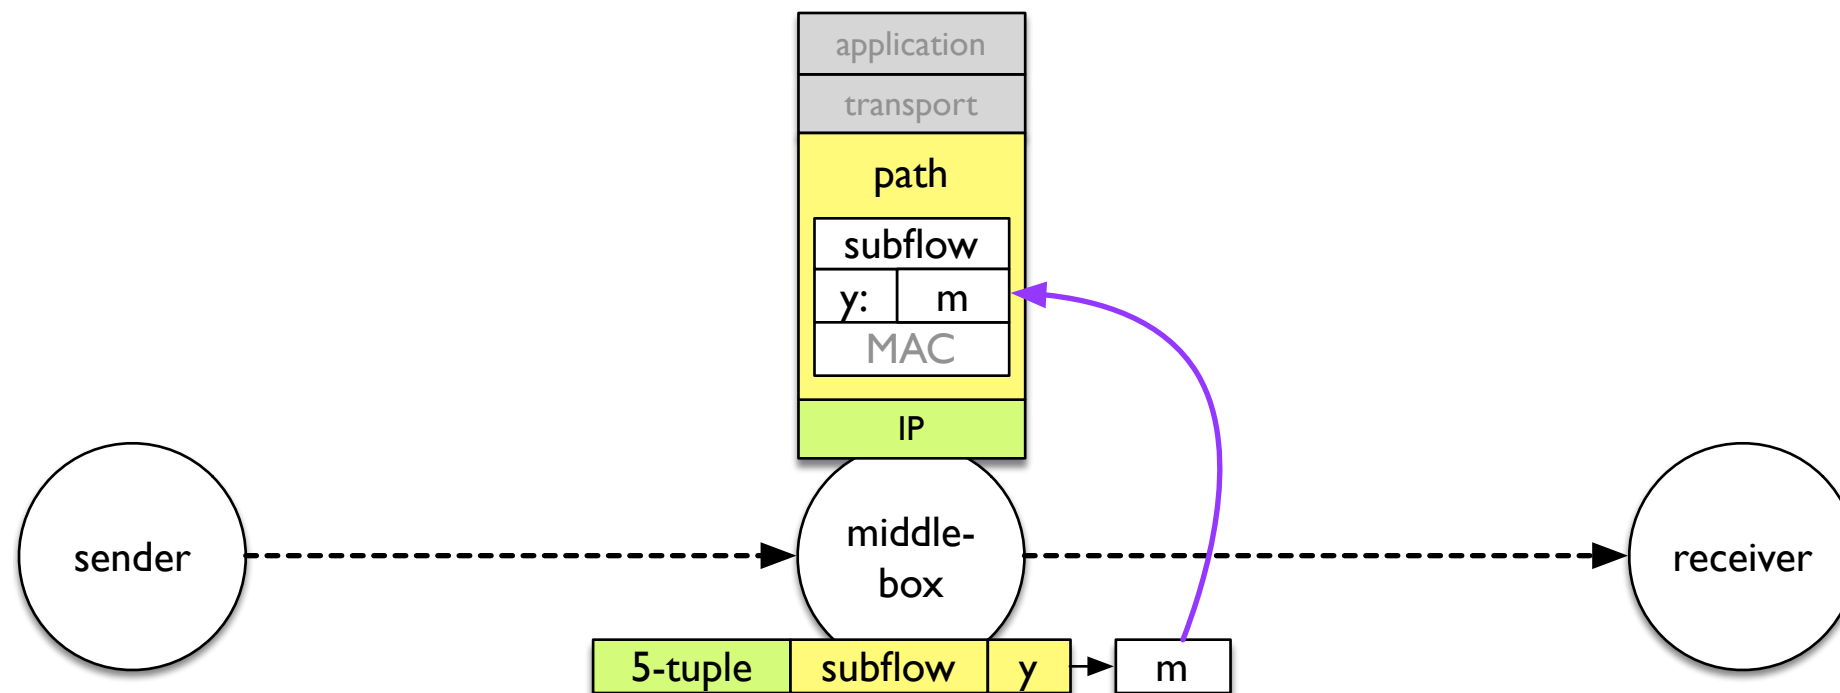 application
transport
path
subflow
y: m
MAC
IP
sender
middle-
box
receiver
5-tuple subflow y m